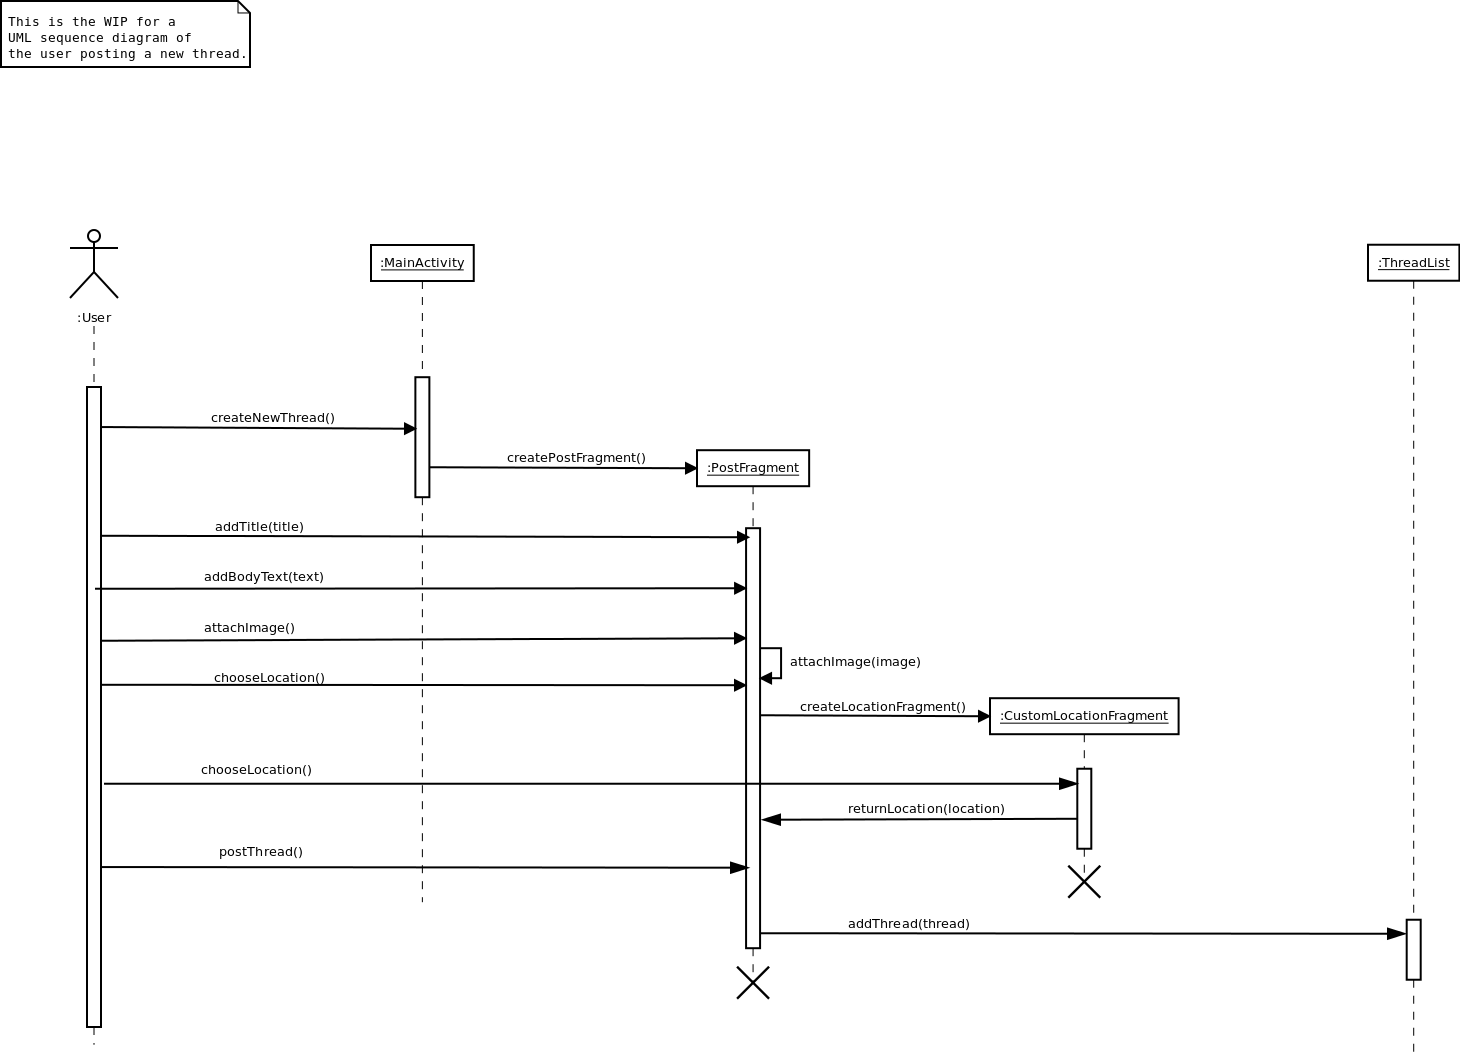 This is the WIP for a
UML sequence diagram of
the user posting a new thread.
:User
:MainActivity
:ThreadList
createNewThread()
createPostFragment()
:PostFragment
addTitle(title)
addBodyText(text)
attachImage()
attachImage(image)
chooseLocation()
createLocationFragment()
:CustomLocationFragment
chooseLocation()
returnLocation(location)
postThread()
addThread(thread)